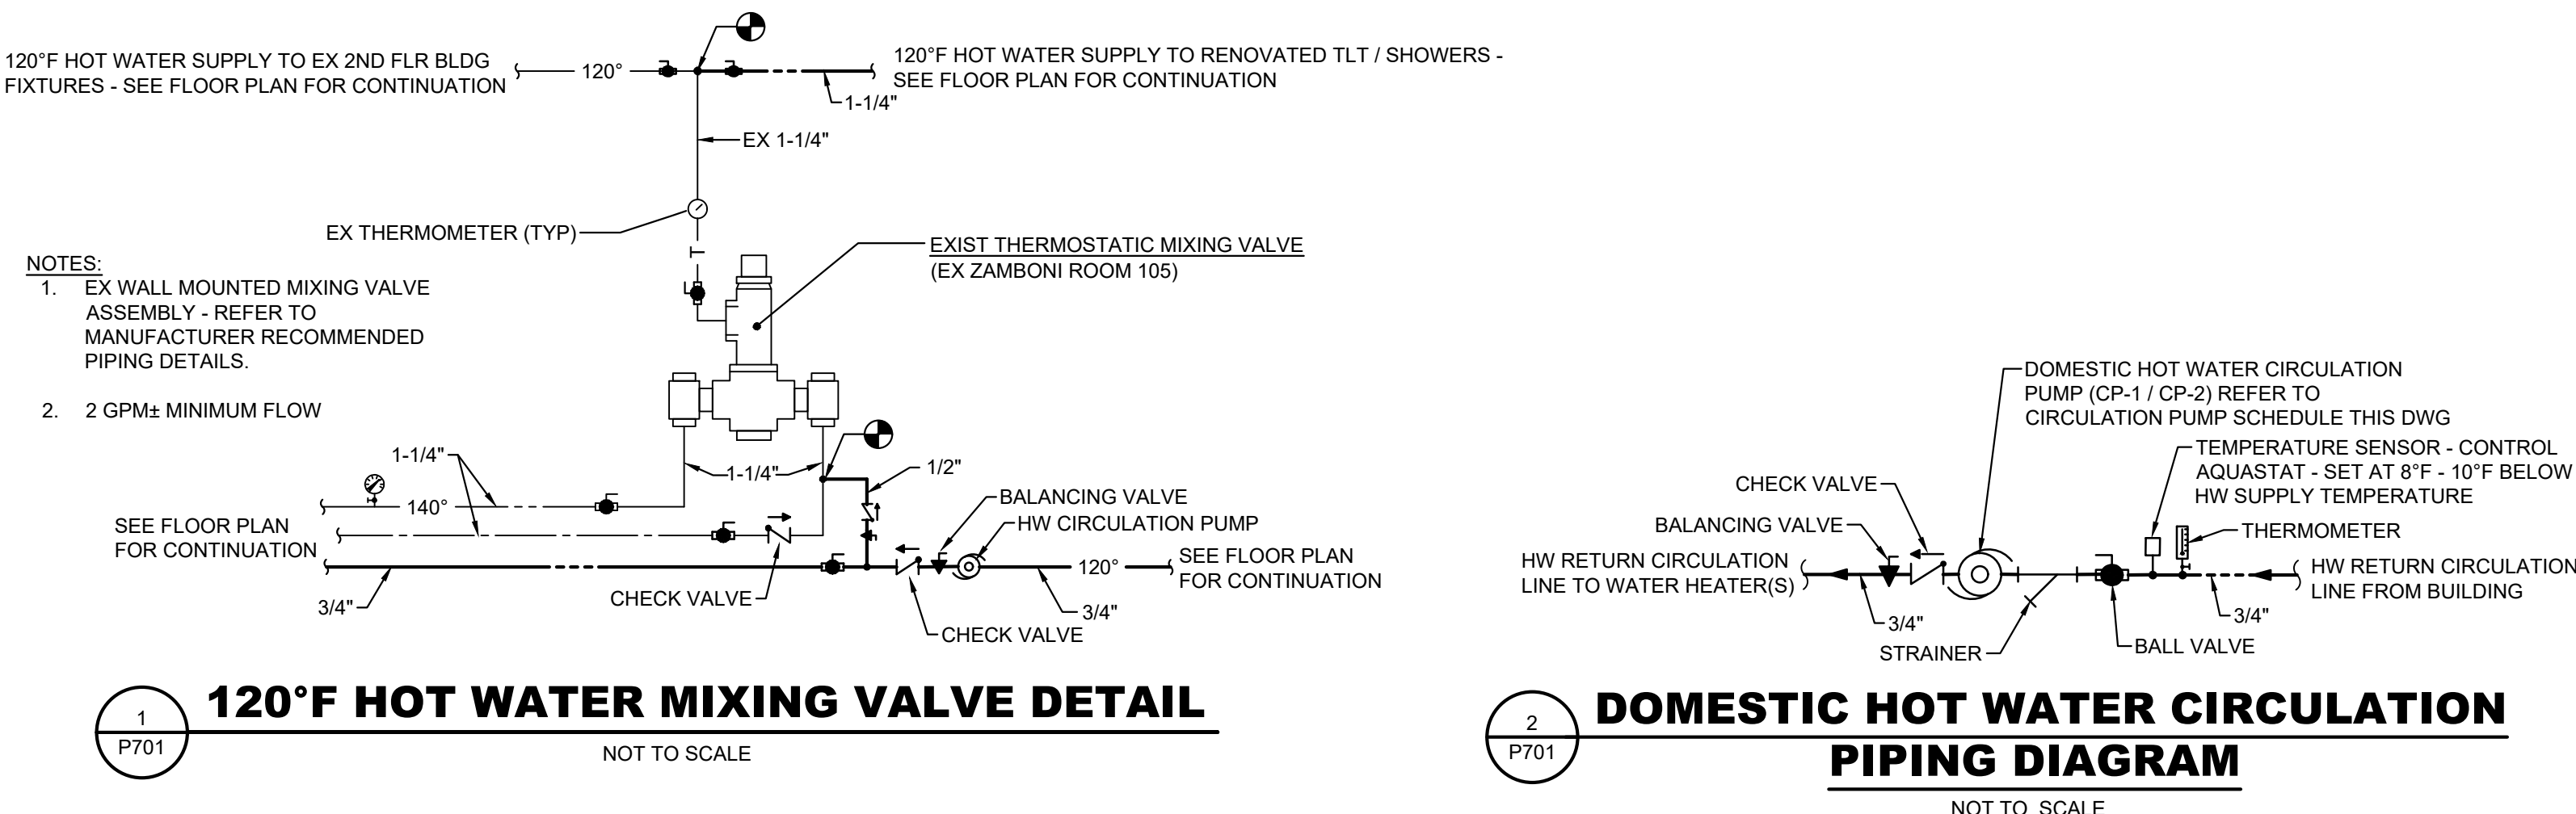 120°F HOT WATER SUPPLY TO EX 2ND FLR BLDG
FIXTURES - SEE FLOOR PLAN FOR CONTINUATION
120°
120°F HOT WATER SUPPLY TO RENOVATED TLT / SHOWERS -
SEE FLOOR PLAN FOR CONTINUATION
1-1/4"
EX 1-1/4"
EX THERMOMETER (TYP)
T
EXIST THERMOSTATIC MIXING VALVE
(EX ZAMBONI ROOM 105)
NOTES:
1. EX WALL MOUNTED MIXING VALVE
ASSEMBLY - REFER TO
MANUFACTURER RECOMMENDED
PIPING DETAILS.
2. 2 GPM± MINIMUM FLOW
1-1/4"
1-1/4"
1/2"
140°
BALANCING VALVE
HW CIRCULATION PUMP
SEE FLOOR PLAN
FOR CONTINUATION
120°
SEE FLOOR PLAN
FOR CONTINUATION
3/4"
CHECK VALVE
3/4"
CHECK VALVE
1
P701
120°F HOT WATER MIXING VALVE DETAIL
NOT TO SCALE
DOMESTIC HOT WATER CIRCULATION
PUMP (CP-1 / CP-2) REFER TO
CIRCULATION PUMP SCHEDULE THIS DWG
TEMPERATURE SENSOR - CONTROL
AQUASTAT - SET AT 8°F - 10°F BELOW
HW SUPPLY TEMPERATURE
CHECK VALVE
BALANCING VALVE
THERMOMETER
HW RETURN CIRCULATION
LINE TO WATER HEATER(S)
HW RETURN CIRCULATION
LINE FROM BUILDING
3/4"
3/4"
STRAINER
BALL VALVE
2
P701
DOMESTIC HOT WATER CIRCULATION
PIPING DIAGRAM
NOT TO SCALE